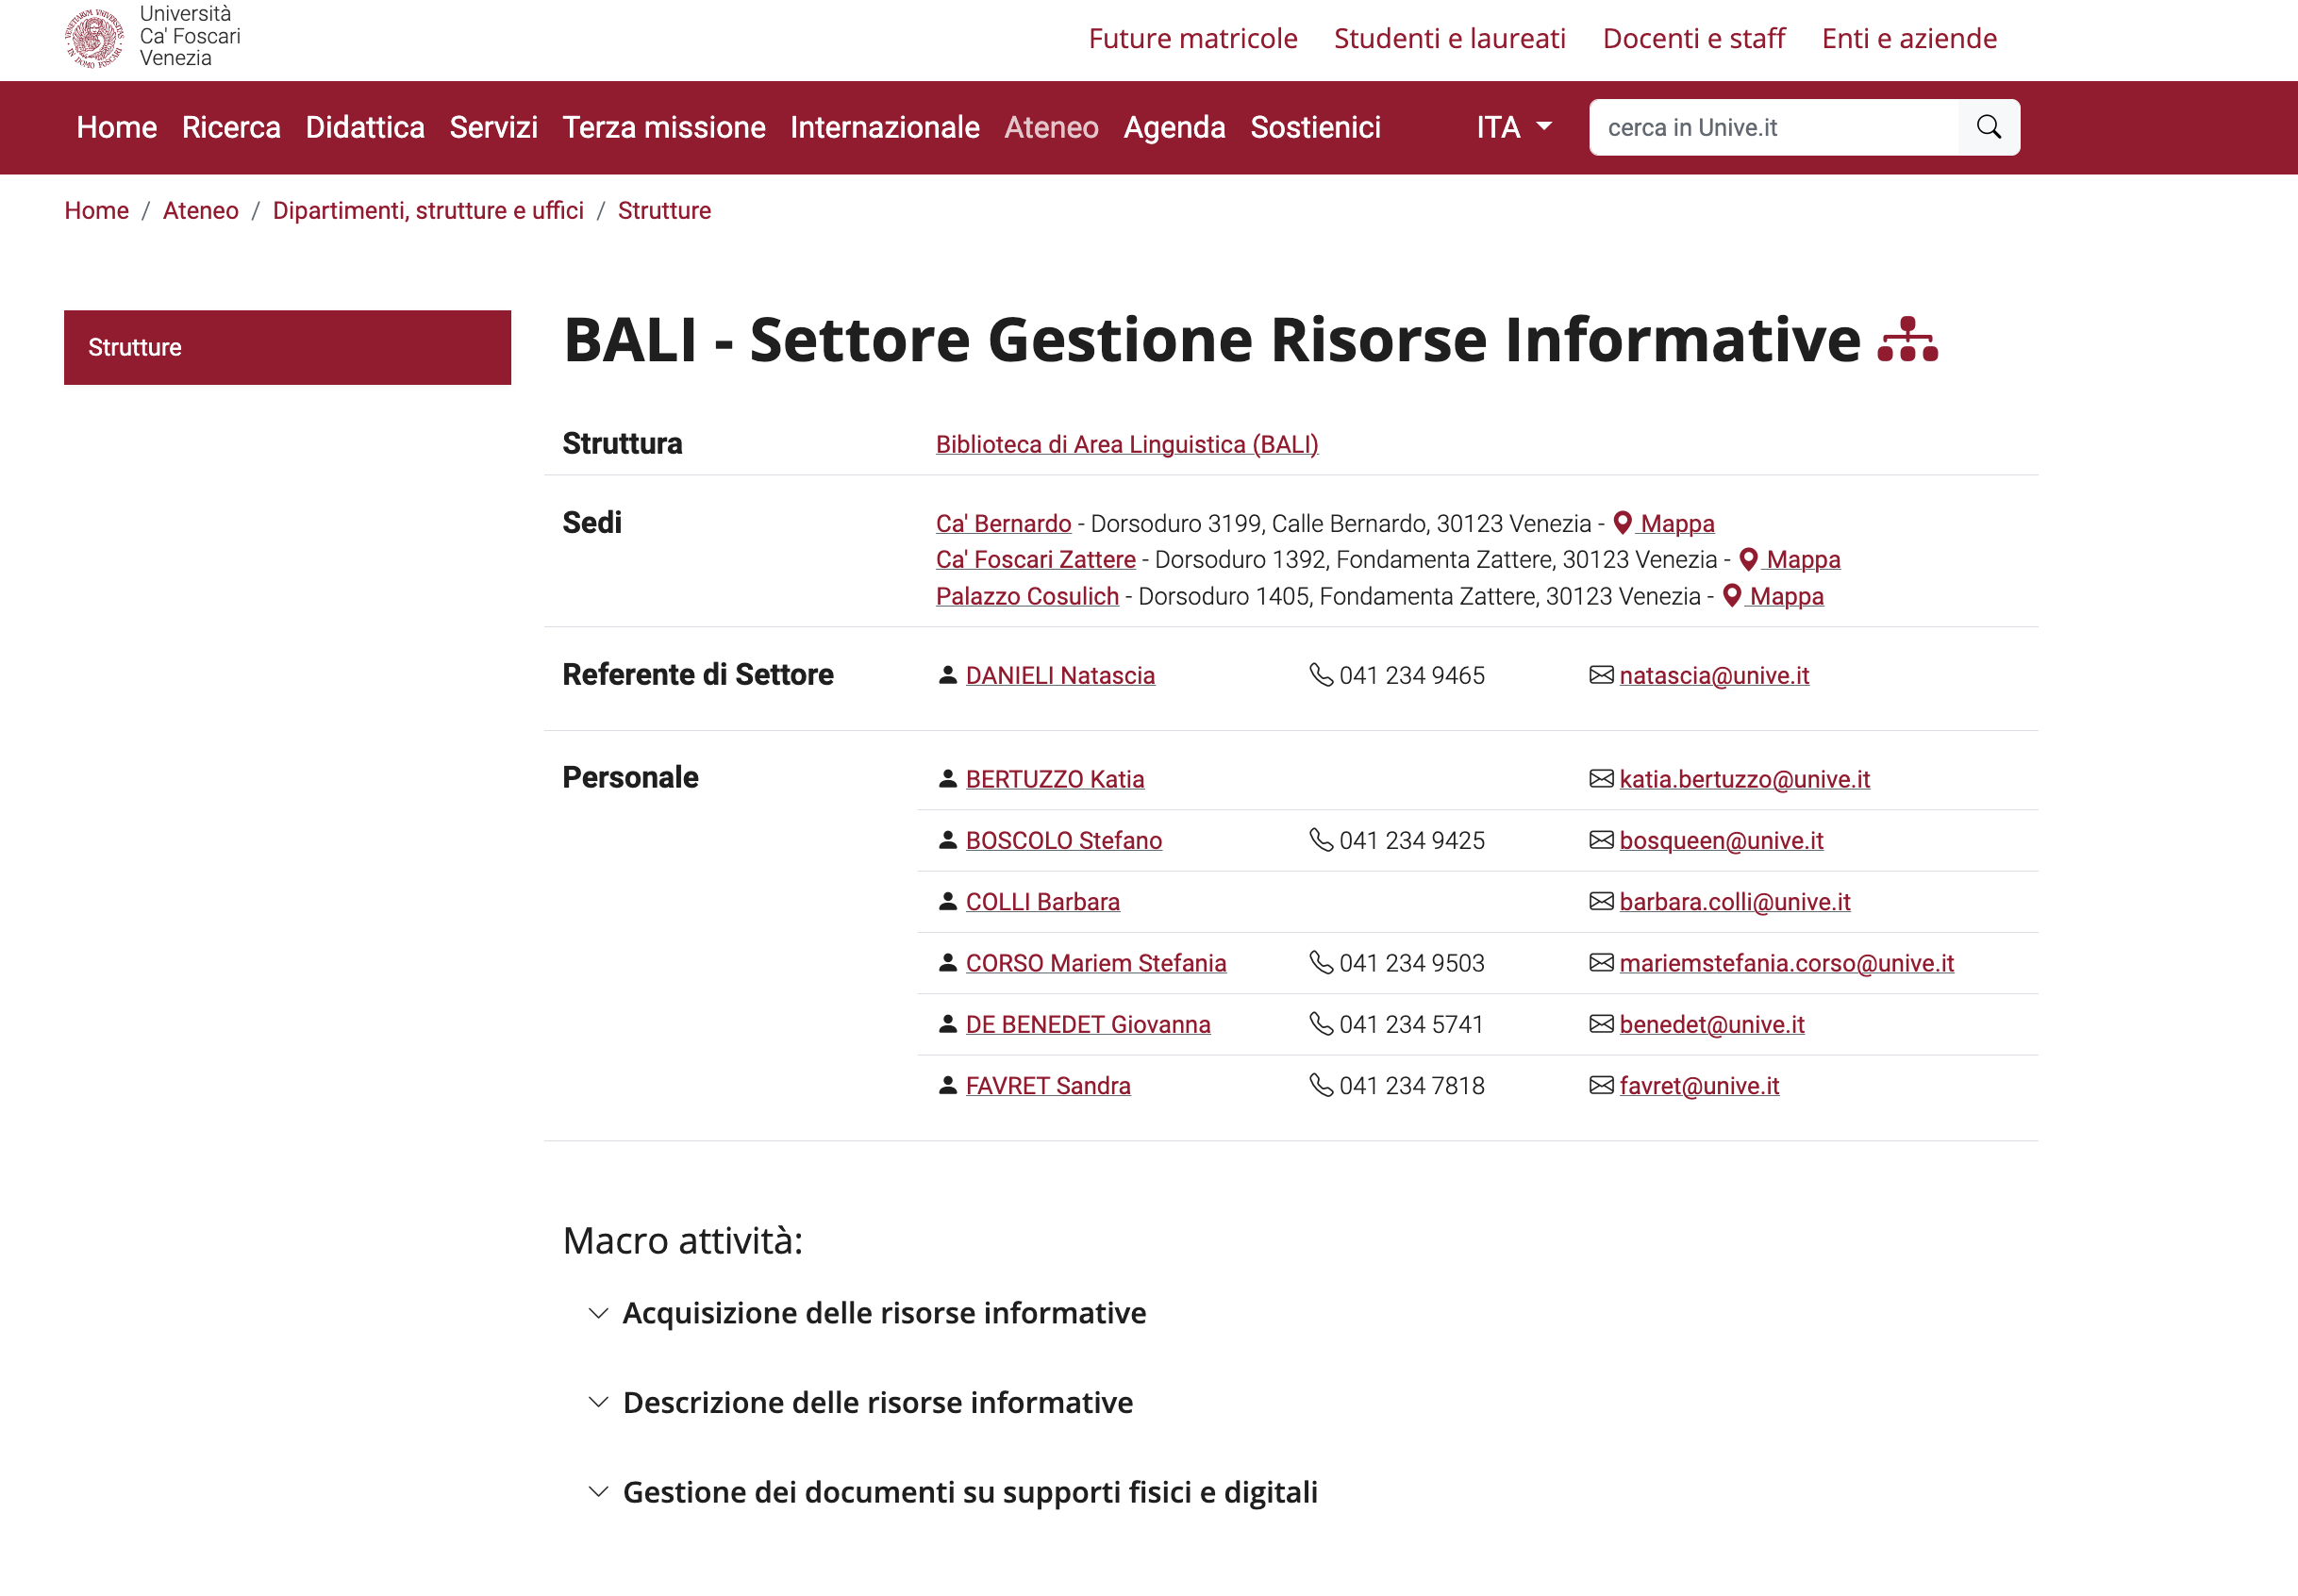 Università
Ca' Foscari
Venezia
Future matricole Studenti e laureati Docenti e staff Enti e aziende
Home Ricerca Didattica Servizi Terza missione Internazionale Ateneo Agenda Sostienici ITA cerca in Unive.it
Home / Ateneo / Dipartimenti, strutture e uffici / Strutture
Strutture
BALI - Settore Gestione Risorse Informative
Struttura Biblioteca di Area Linguistica (BALI)
Sedi Ca' Bernardo - Dorsoduro 3199, Calle Bernardo, 30123 Venezia - Mappa
Ca' Foscari Zattere - Dorsoduro 1392, Fondamenta Zattere, 30123 Venezia - Mappa
Palazzo Cosulich - Dorsoduro 1405, Fondamenta Zattere, 30123 Venezia - Mappa
Referente di Settore DANIELI Natascia 041 234 9465 natascia@unive.it
Personale BERTUZZO Katia katia.bertuzzo@unive.it
BOSCOLO Stefano 041 234 9425 bosqueen@unive.it
COLLI Barbara barbara.colli@unive.it
CORSO Mariem Stefania 041 234 9503 mariemstefania.corso@unive.it
DE BENEDET Giovanna 041 234 5741 benedet@unive.it
FAVRET Sandra 041 234 7818 favret@unive.it
Macro attività:
Acquisizione delle risorse informative
Descrizione delle risorse informative
Gestione dei documenti su supporti fisici e digitali